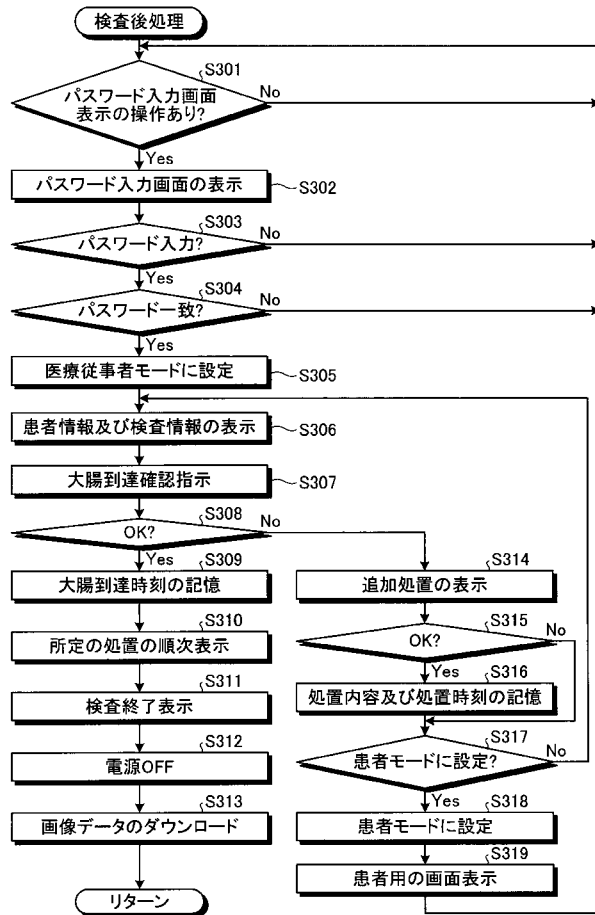 検査後処理
S301
パスワード入力画面
表示の操作あり?
No
Yes
パスワード入力画面の表示
S302
S303
パスワード入力?
No
Yes
S304
パスワード一致?
No
Yes
医療従事者モードに設定
S305
患者情報及び検査情報の表示
S306
大腸到達確認指示
S307
S308
OK?
No
Yes
S309
大腸到達時刻の記憶
S310
所定の処置の順次表示
S311
検査終了表示
S312
電源OFF
S313
画像データのダウンロード
リターン
S314
追加処置の表示
S315
OK?
No
Yes
S316
処置内容及び処置時刻の記憶
S317
患者モードに設定?
No
Yes
S318
患者モードに設定
S319
患者用の画面表示